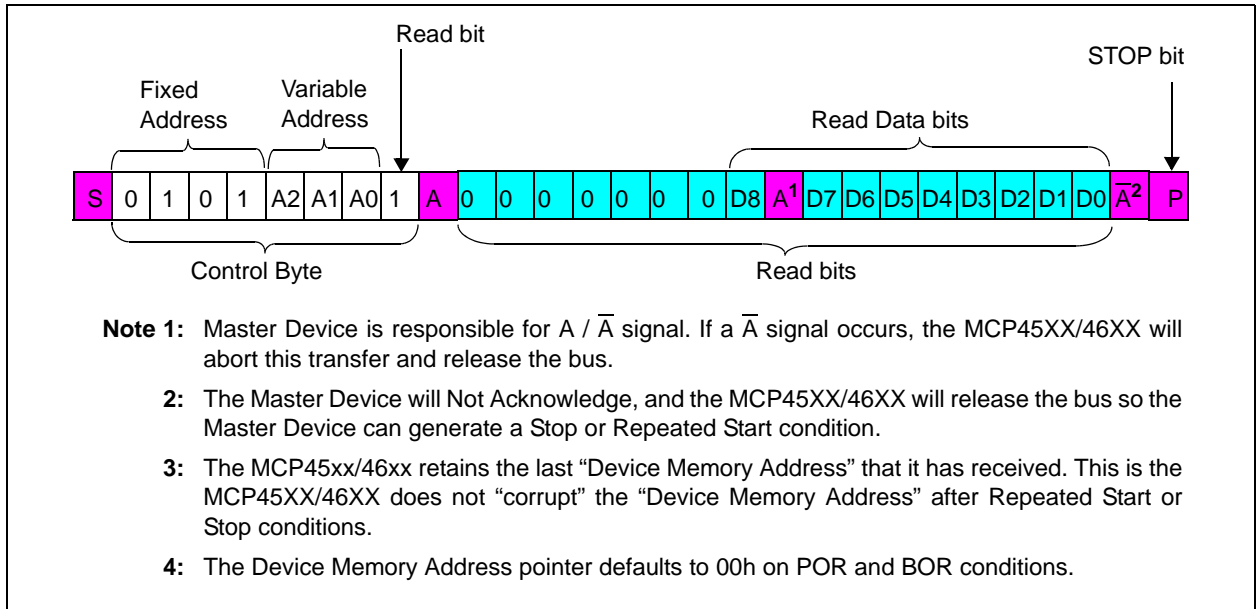 Read bit
STOP bit
Fixed
Address
Variable
Address
Read Data bits
S 0 1 0 1 A2 A1 A0 1 A 0 0 0 0 0 0 0 D8 A¹ D7 D6 D5 D4 D3 D2 D1 D0 A̅² P
Control Byte
Read bits
Note 1: Master Device is responsible for A / A̅ signal. If a A̅ signal occurs, the MCP45XX/46XX will
abort this transfer and release the bus.
2: The Master Device will Not Acknowledge, and the MCP45XX/46XX will release the bus so the
Master Device can generate a Stop or Repeated Start condition.
3: The MCP45xx/46xx retains the last “Device Memory Address” that it has received. This is the
MCP45XX/46XX does not “corrupt” the “Device Memory Address” after Repeated Start or
Stop conditions.
4: The Device Memory Address pointer defaults to 00h on POR and BOR conditions.